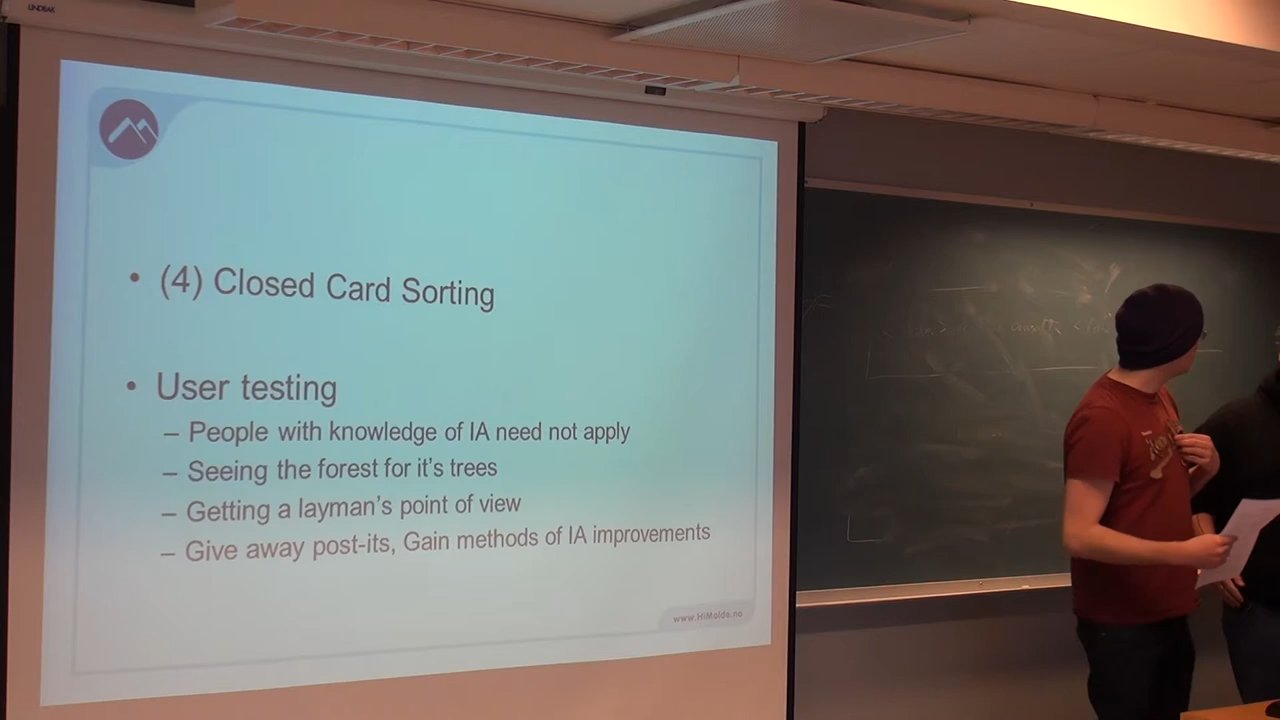 LINDBAK
• (4) Closed Card Sorting
• User testing
– People with knowledge of IA need not apply
– Seeing the forest for it's trees
– Getting a layman's point of view
– Give away post-its, Gain methods of IA improvements
www.HiMolde.no